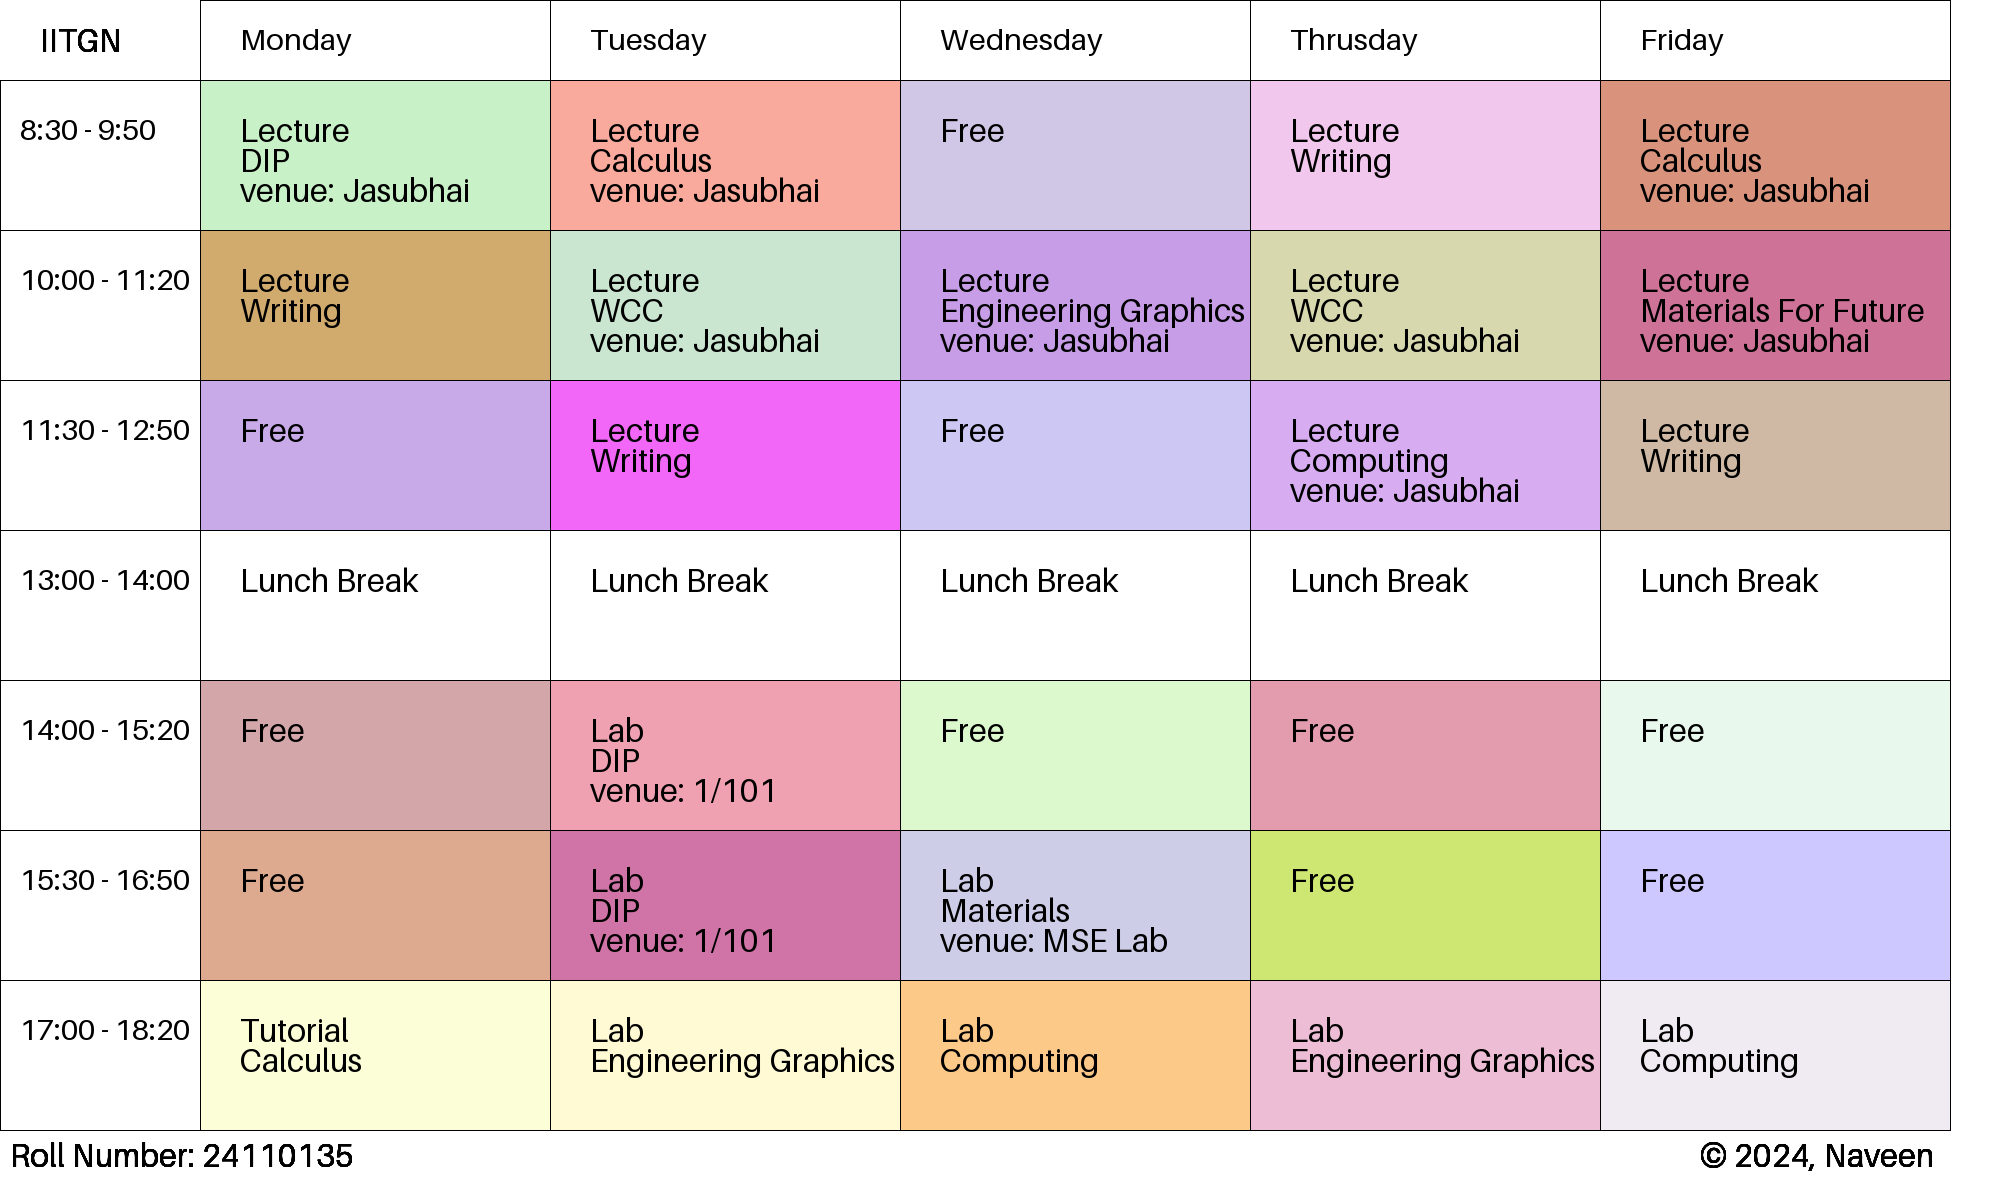 IITGN Monday Tuesday Wednesday Thrusday Friday
8:30 - 9:50
Lecture
DIP
venue: Jasubhai
Lecture
Calculus
venue: Jasubhai
Free
Lecture
Writing
Lecture
Calculus
venue: Jasubhai
10:00 - 11:20
Lecture
Writing
Lecture
WCC
venue: Jasubhai
Lecture
Engineering Graphics
venue: Jasubhai
Lecture
WCC
venue: Jasubhai
Lecture
Materials For Future
venue: Jasubhai
11:30 - 12:50
Free
Lecture
Writing
Free
Lecture
Computing
venue: Jasubhai
Lecture
Writing
13:00 - 14:00
Lunch Break
Lunch Break
Lunch Break
Lunch Break
Lunch Break
14:00 - 15:20
Free
Lab
DIP
venue: 1/101
Free
Free
Free
15:30 - 16:50
Free
Lab
DIP
venue: 1/101
Lab
Materials
venue: MSE Lab
Free
Free
17:00 - 18:20
Tutorial
Calculus
Lab
Engineering Graphics
Lab
Computing
Lab
Engineering Graphics
Lab
Computing
Roll Number: 24110135
© 2024, Naveen